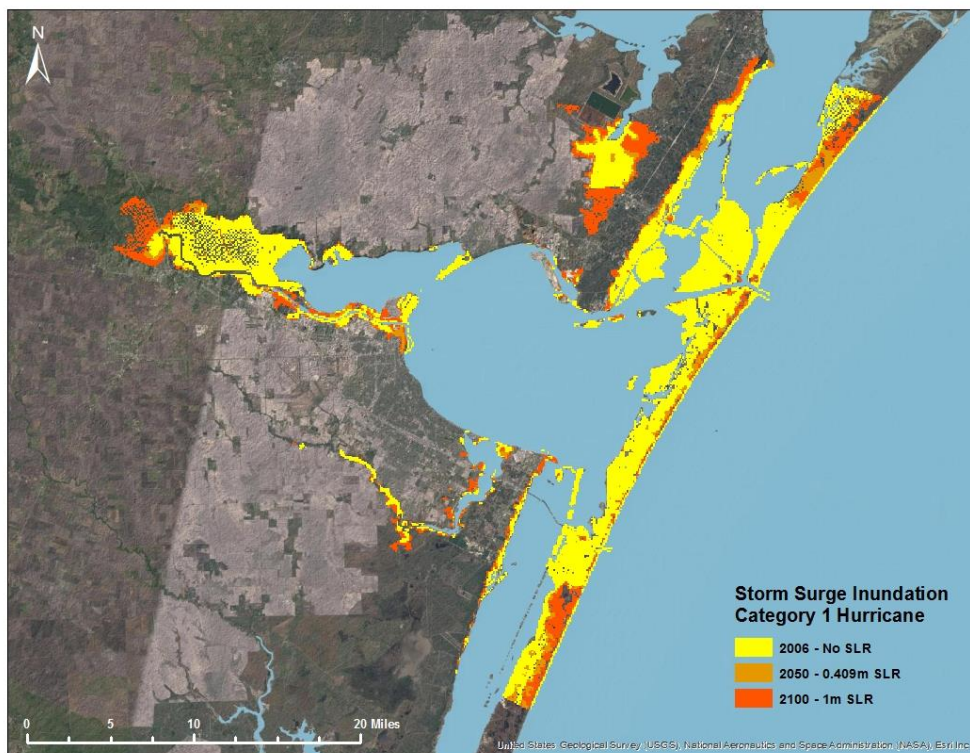 N
Storm Surge Inundation
Category 1 Hurricane
2006 - No SLR
2050 - 0.409m SLR
2100 - 1m SLR
0 5 10 20 Miles
United States Geological Survey (USGS), National Aeronautics and Space Administration (NASA), Esri Inc.